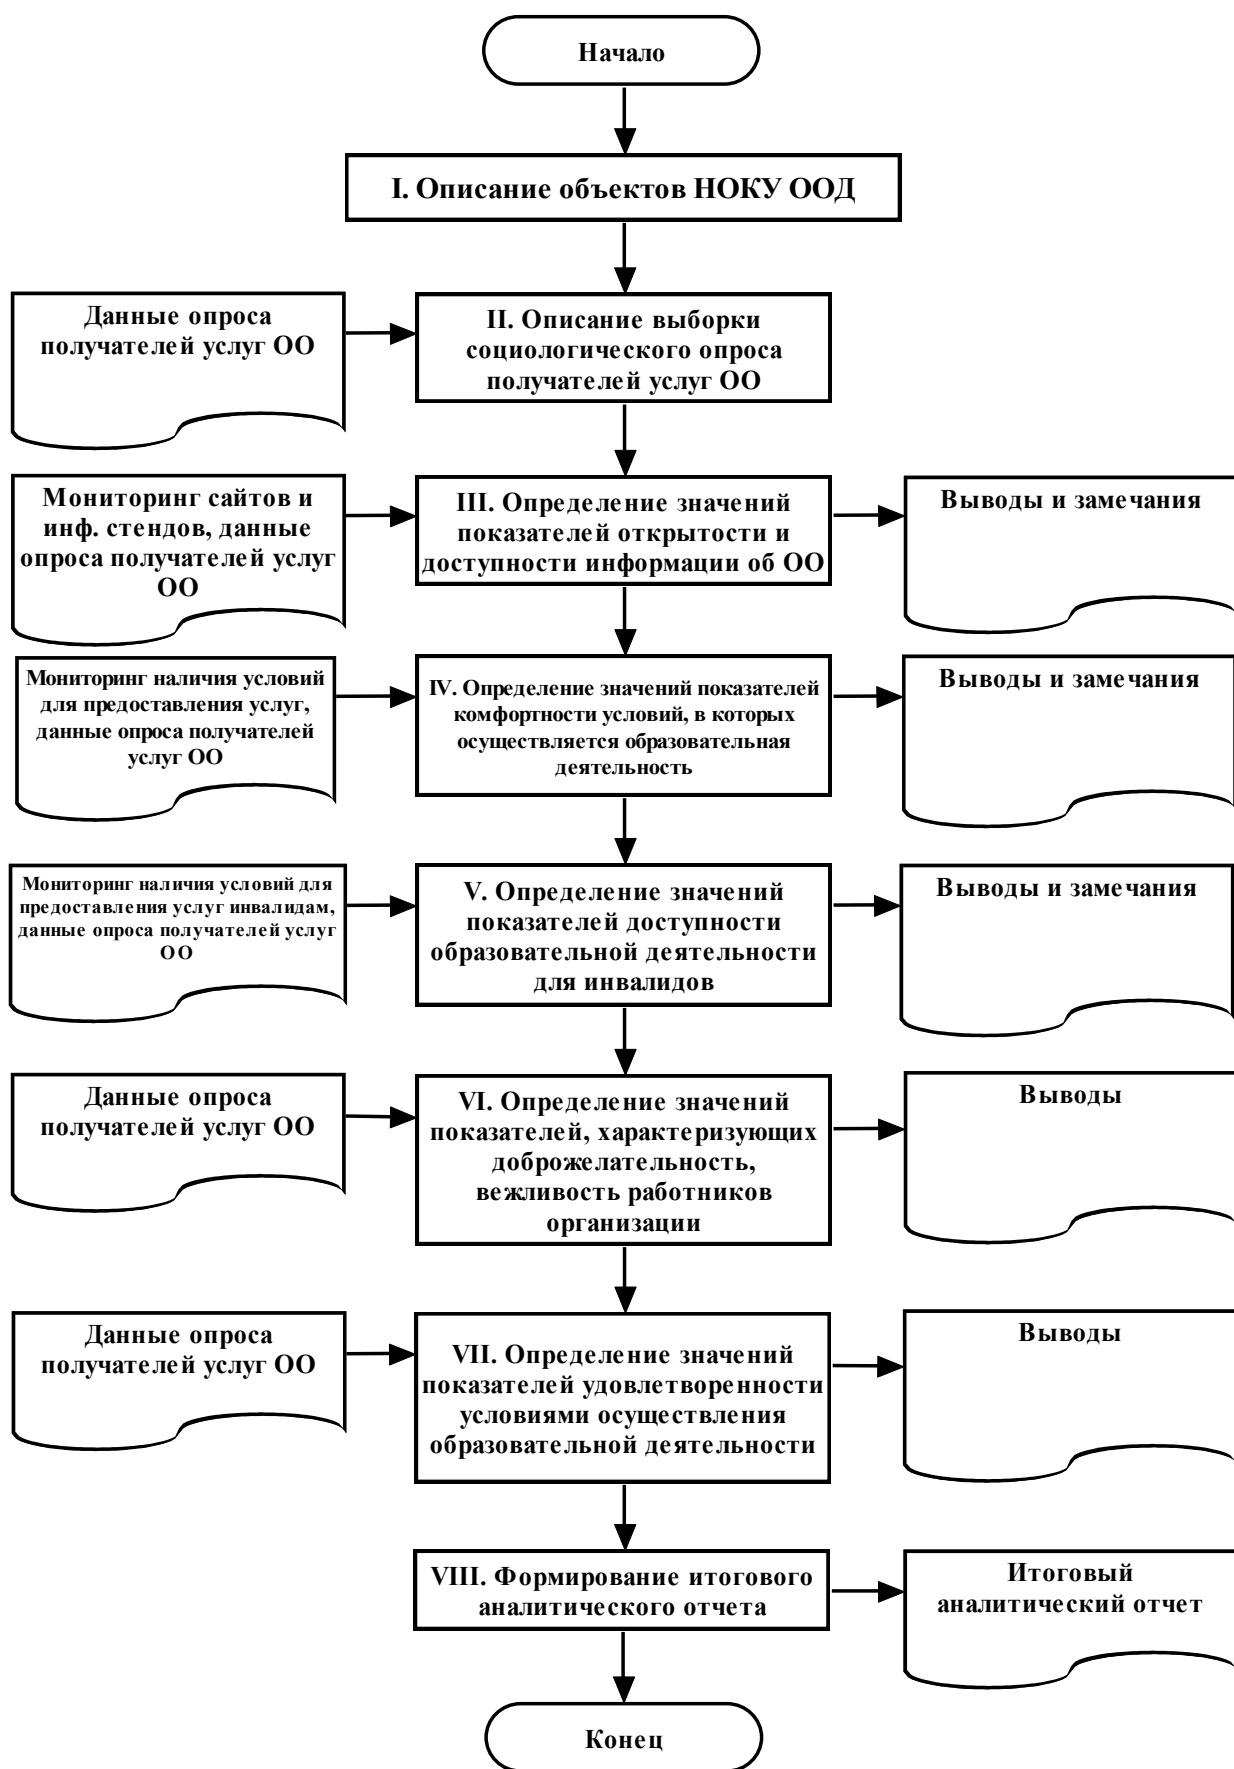 Начало
I. Описание объектов НОКУ ООД
Данные опроса
получателей услуг ОО
II. Описание выборки
социологического опроса
получателей услуг ОО
Мониторинг сайтов и
инф. стендов, данные
опроса получателей услуг
ОО
III. Определение значений
показателей открытости и
доступности информации об ОО
Выводы и замечания
Мониторинг наличия условий
для предоставления услуг,
данные опроса получателей
услуг ОО
IV. Определение значений показателей
комфортности условий, в которых
осуществляется образовательная
деятельность
Выводы и замечания
Мониторинг наличия условий для
предоставления услуг инвалидам,
данные опроса получателей услуг
ОО
V. Определение значений
показателей доступности
образовательной деятельности
для инвалидов
Выводы и замечания
Данные опроса
получателей услуг ОО
VI. Определение значений
показателей, характеризующих
доброжелательность,
вежливость работников
организации
Выводы
Данные опроса
получателей услуг ОО
VII. Определение значений
показателей удовлетворенности
условиями осуществления
образовательной деятельности
Выводы
VIII. Формирование итогового
аналитического отчета
Итоговый
аналитический отчет
Конец